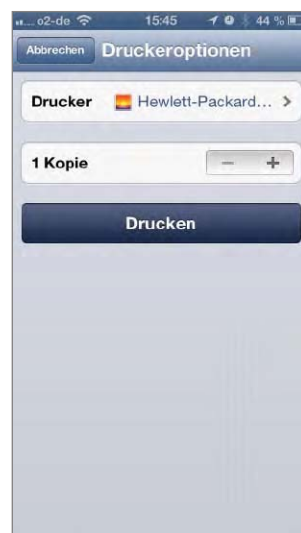 o2-de 15:45 44 %
Abbrechen Druckeroptionen
Drucker Hewlett-Packard... >
1 Kopie − +
Drucken